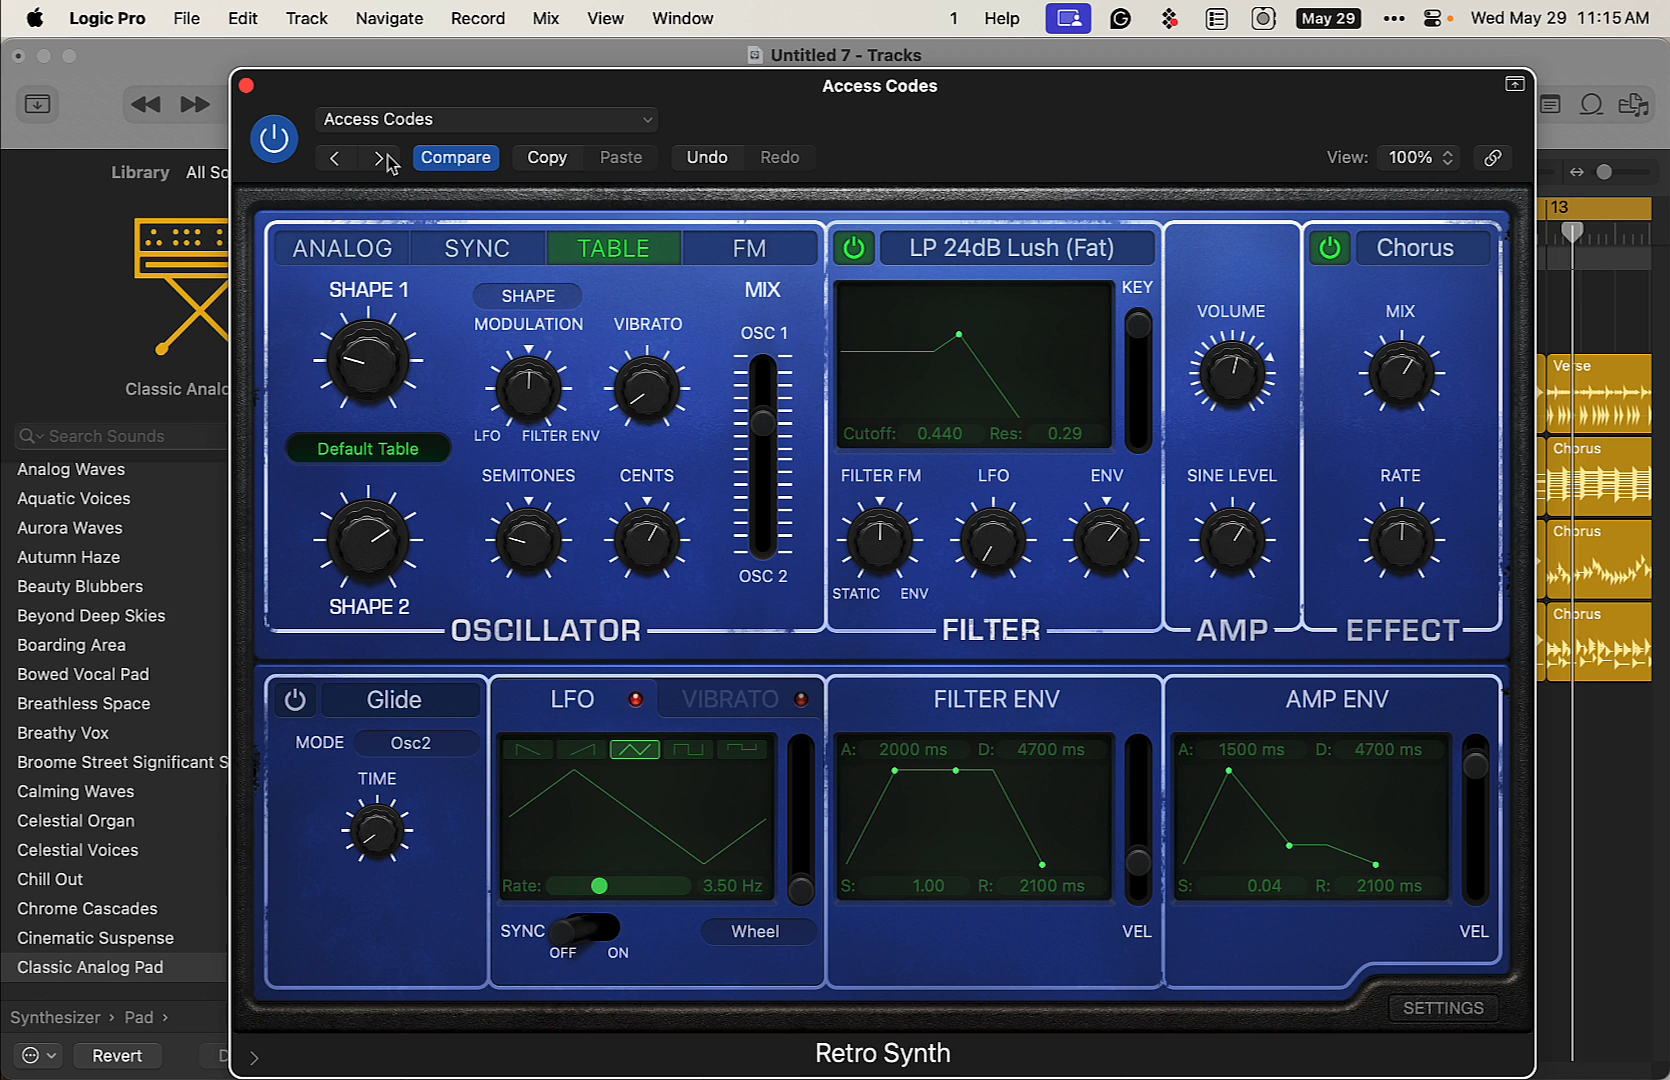 Logic Pro File Edit Track Navigate Record Mix View Window 1 Help May 29 Wed May 29 11:15 AM
Untitled 7 - Tracks
Access Codes
Access Codes
Compare Copy Paste Undo Redo View: 100%
Library All So
13
ANALOG SYNC TABLE FM LP 24dB Lush (Fat) Chorus
SHAPE 1 SHAPE MIX KEY
MODULATION VIBRATO OSC 1 VOLUME MIX
Verse
Classic Analo
LFO FILTER ENV Cutoff: 0.440 Res: 0.29
Search Sounds
Default Table
Chorus
SEMITONES CENTS FILTER FM LFO ENV SINE LEVEL RATE
Chorus
OSC 2
STATIC ENV
SHAPE 2
Chorus
OSCILLATOR FILTER AMP EFFECT
Analog Waves
Aquatic Voices
Aurora Waves
Autumn Haze
Beauty Blubbers
Beyond Deep Skies
Boarding Area
Bowed Vocal Pad
Breathless Space
Breathy Vox
Broome Street Significant S
Calming Waves
Celestial Organ
Celestial Voices
Chill Out
Chrome Cascades
Cinematic Suspense
Classic Analog Pad
Glide LFO VIBRATO FILTER ENV AMP ENV
MODE Osc2
A: 2000 ms D: 4700 ms A: 1500 ms D: 4700 ms
TIME
Rate: 3.50 Hz S: 1.00 R: 2100 ms S: 0.04 R: 2100 ms
SYNC OFF ON Wheel VEL VEL
SETTINGS
Synthesizer › Pad ›
Revert D
Retro Synth